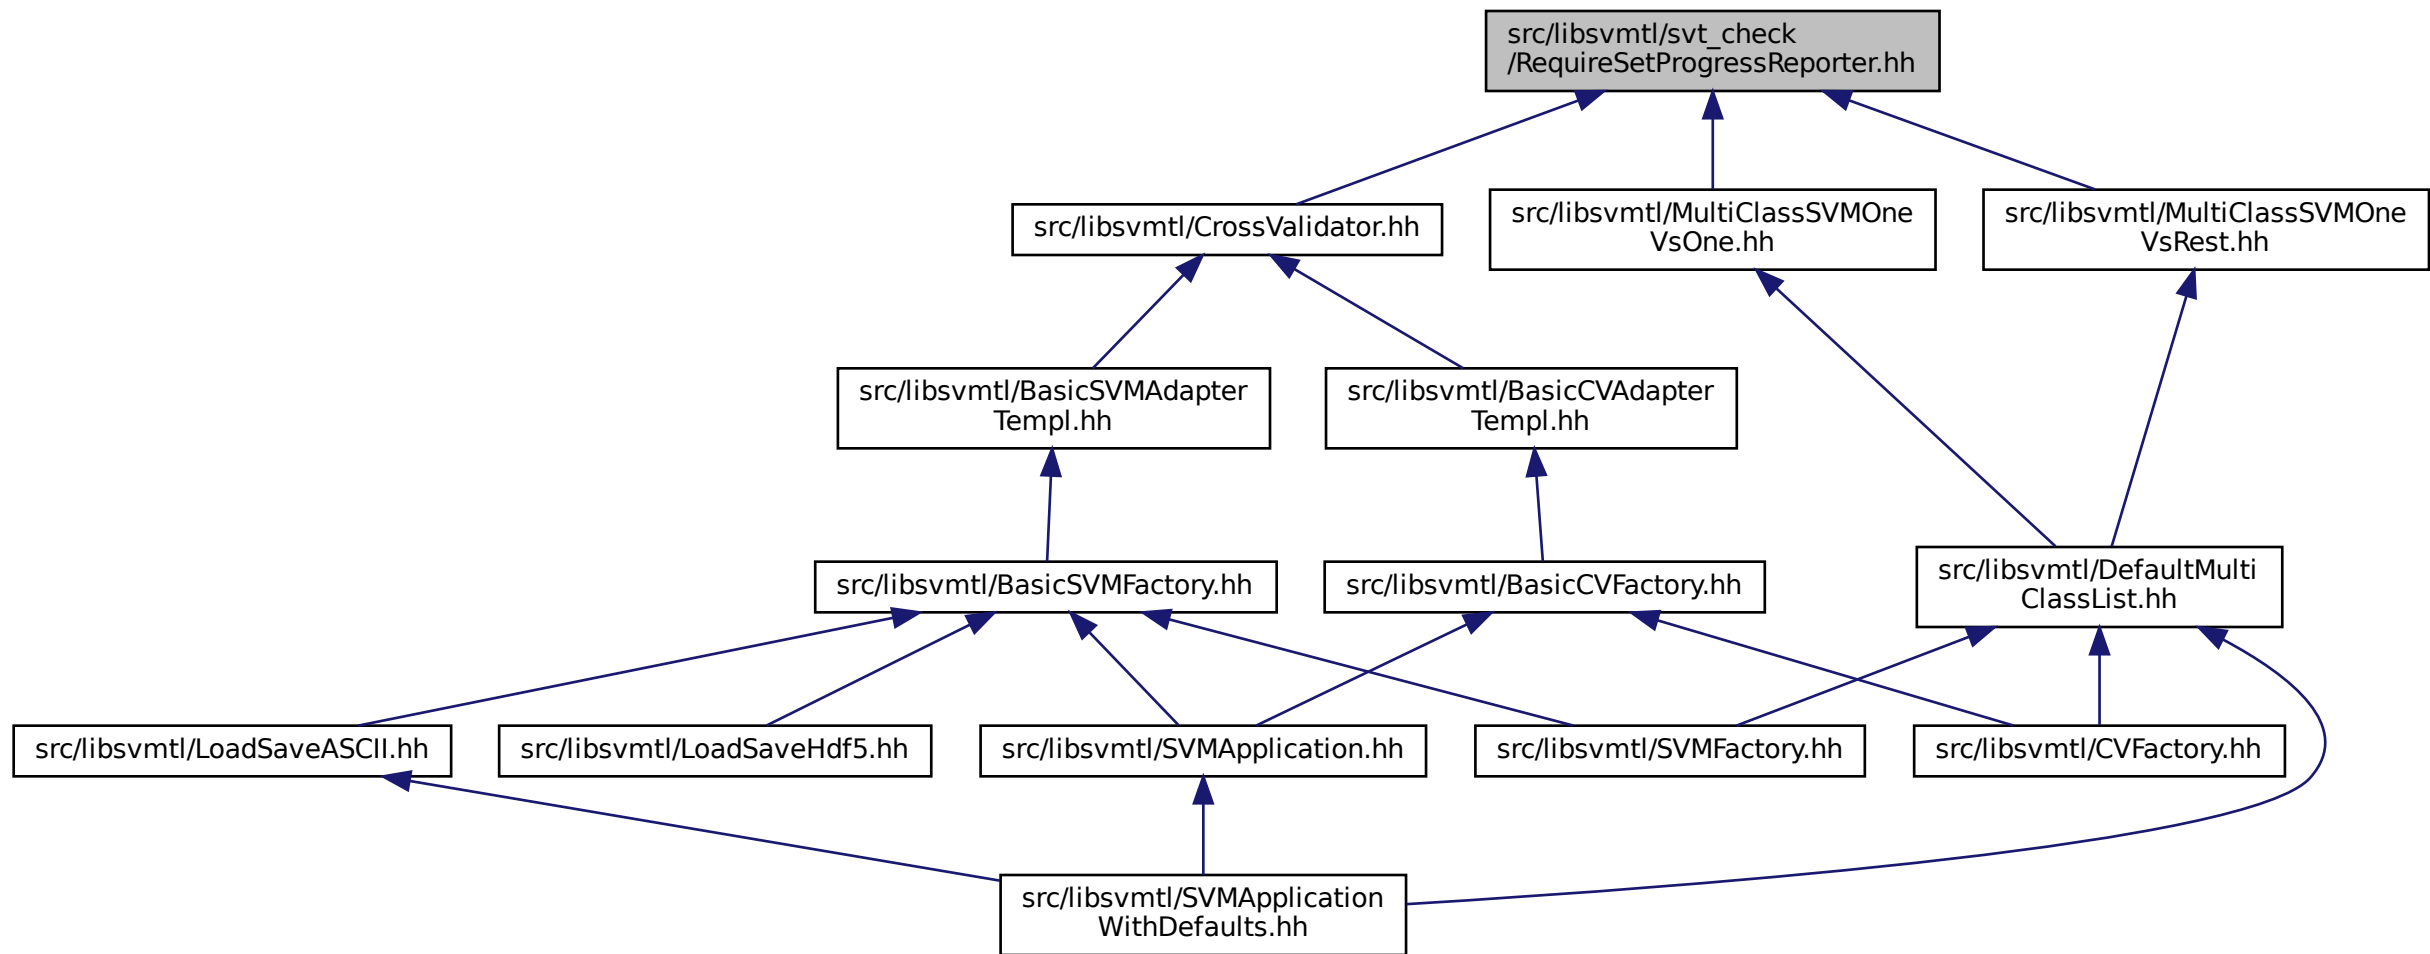 src/libsvmtl/svt_check
/RequireSetProgressReporter.hh
src/libsvmtl/CrossValidator.hh
src/libsvmtl/MultiClassSVMOne
VsOne.hh
src/libsvmtl/MultiClassSVMOne
VsRest.hh
src/libsvmtl/BasicSVMAdapter
Templ.hh
src/libsvmtl/BasicCVAdapter
Templ.hh
src/libsvmtl/BasicSVMFactory.hh
src/libsvmtl/BasicCVFactory.hh
src/libsvmtl/DefaultMulti
ClassList.hh
src/libsvmtl/LoadSaveASCII.hh
src/libsvmtl/LoadSaveHdf5.hh
src/libsvmtl/SVMApplication.hh
src/libsvmtl/SVMFactory.hh
src/libsvmtl/CVFactory.hh
src/libsvmtl/SVMApplication
WithDefaults.hh